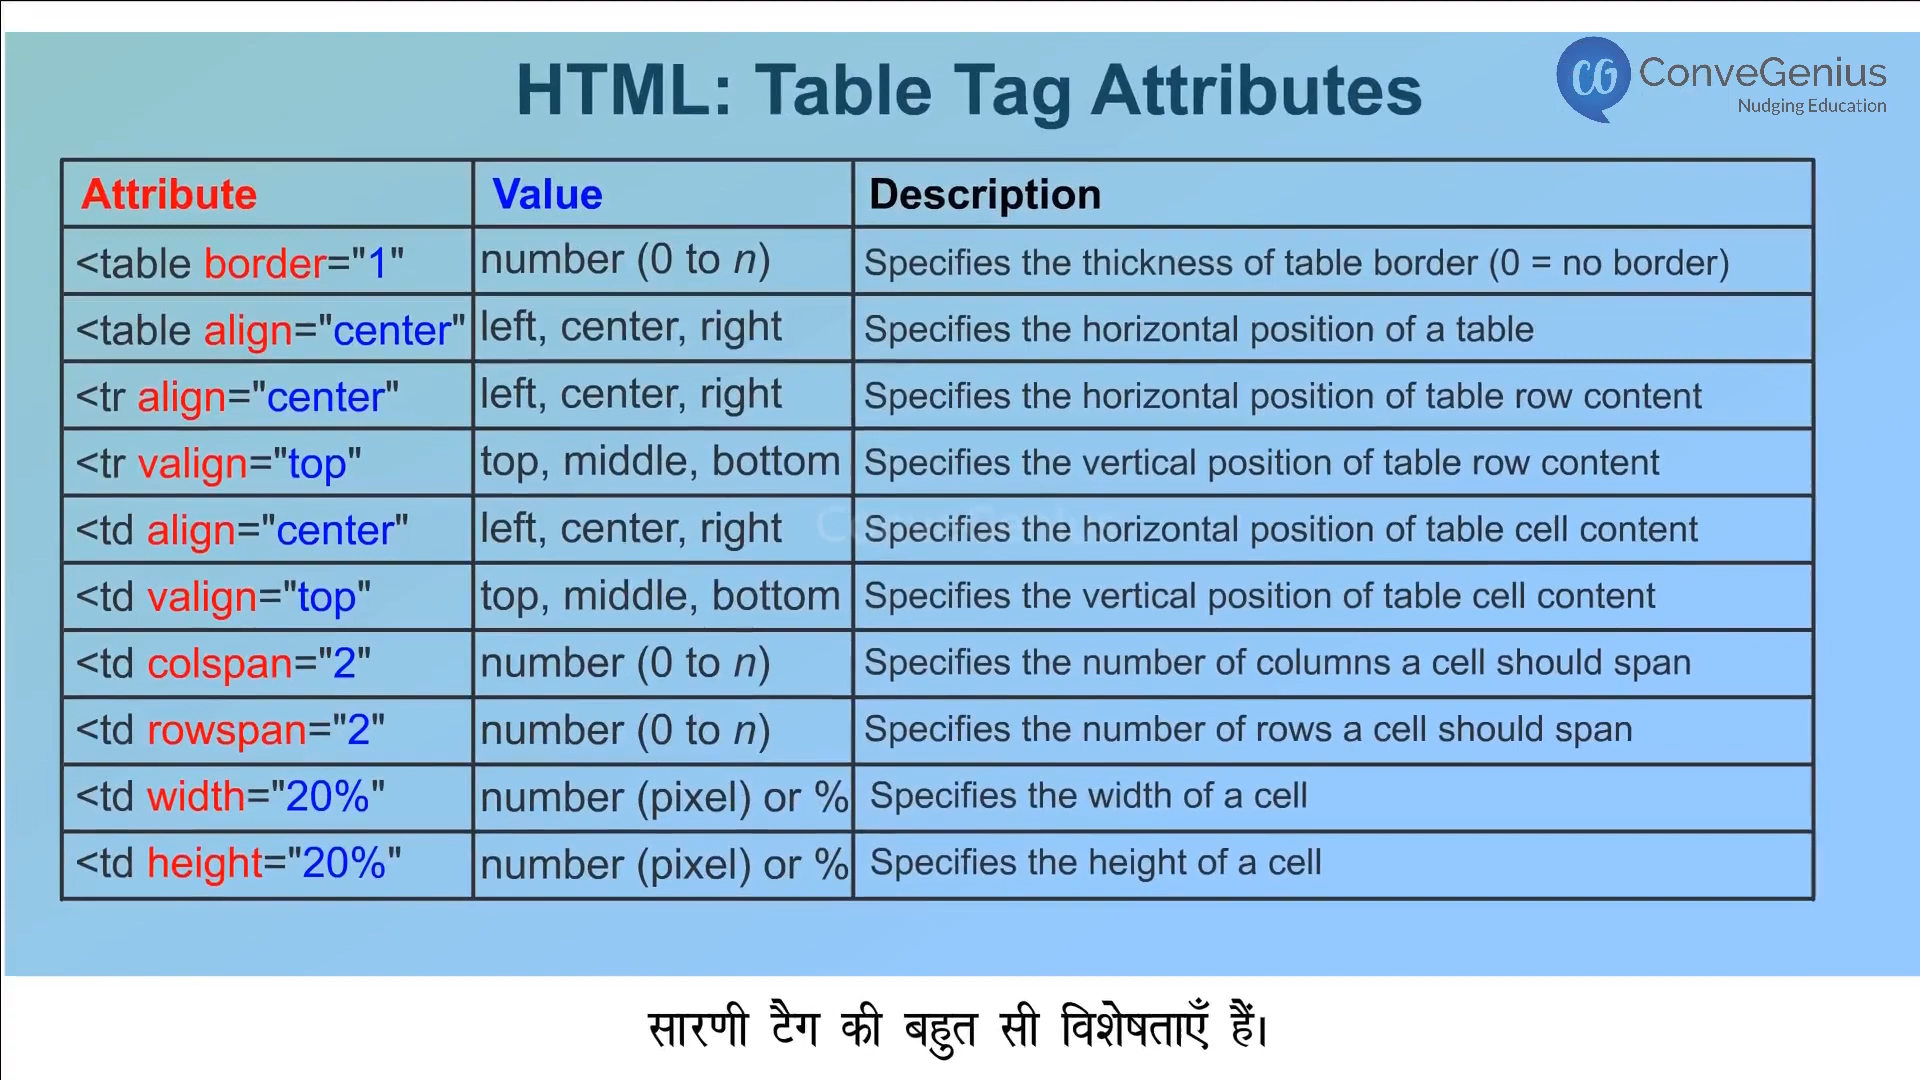 HTML: Table Tag Attributes
CG ConveGenius
Nudging Education
Attribute Value Description
<table border="1" number (0 to n) Specifies the thickness of table border (0 = no border)
<table align="center" left, center, right Specifies the horizontal position of a table
<tr align="center" left, center, right Specifies the horizontal position of table row content
<tr valign="top" top, middle, bottom Specifies the vertical position of table row content
<td align="center" left, center, right Specifies the horizontal position of table cell content
<td valign="top" top, middle, bottom Specifies the vertical position of table cell content
<td colspan="2" number (0 to n) Specifies the number of columns a cell should span
<td rowspan="2" number (0 to n) Specifies the number of rows a cell should span
<td width="20%" number (pixel) or % Specifies the width of a cell
<td height="20%" number (pixel) or % Specifies the height of a cell
सारणी टैग की बहुत सी विशेषताएँ हैं।